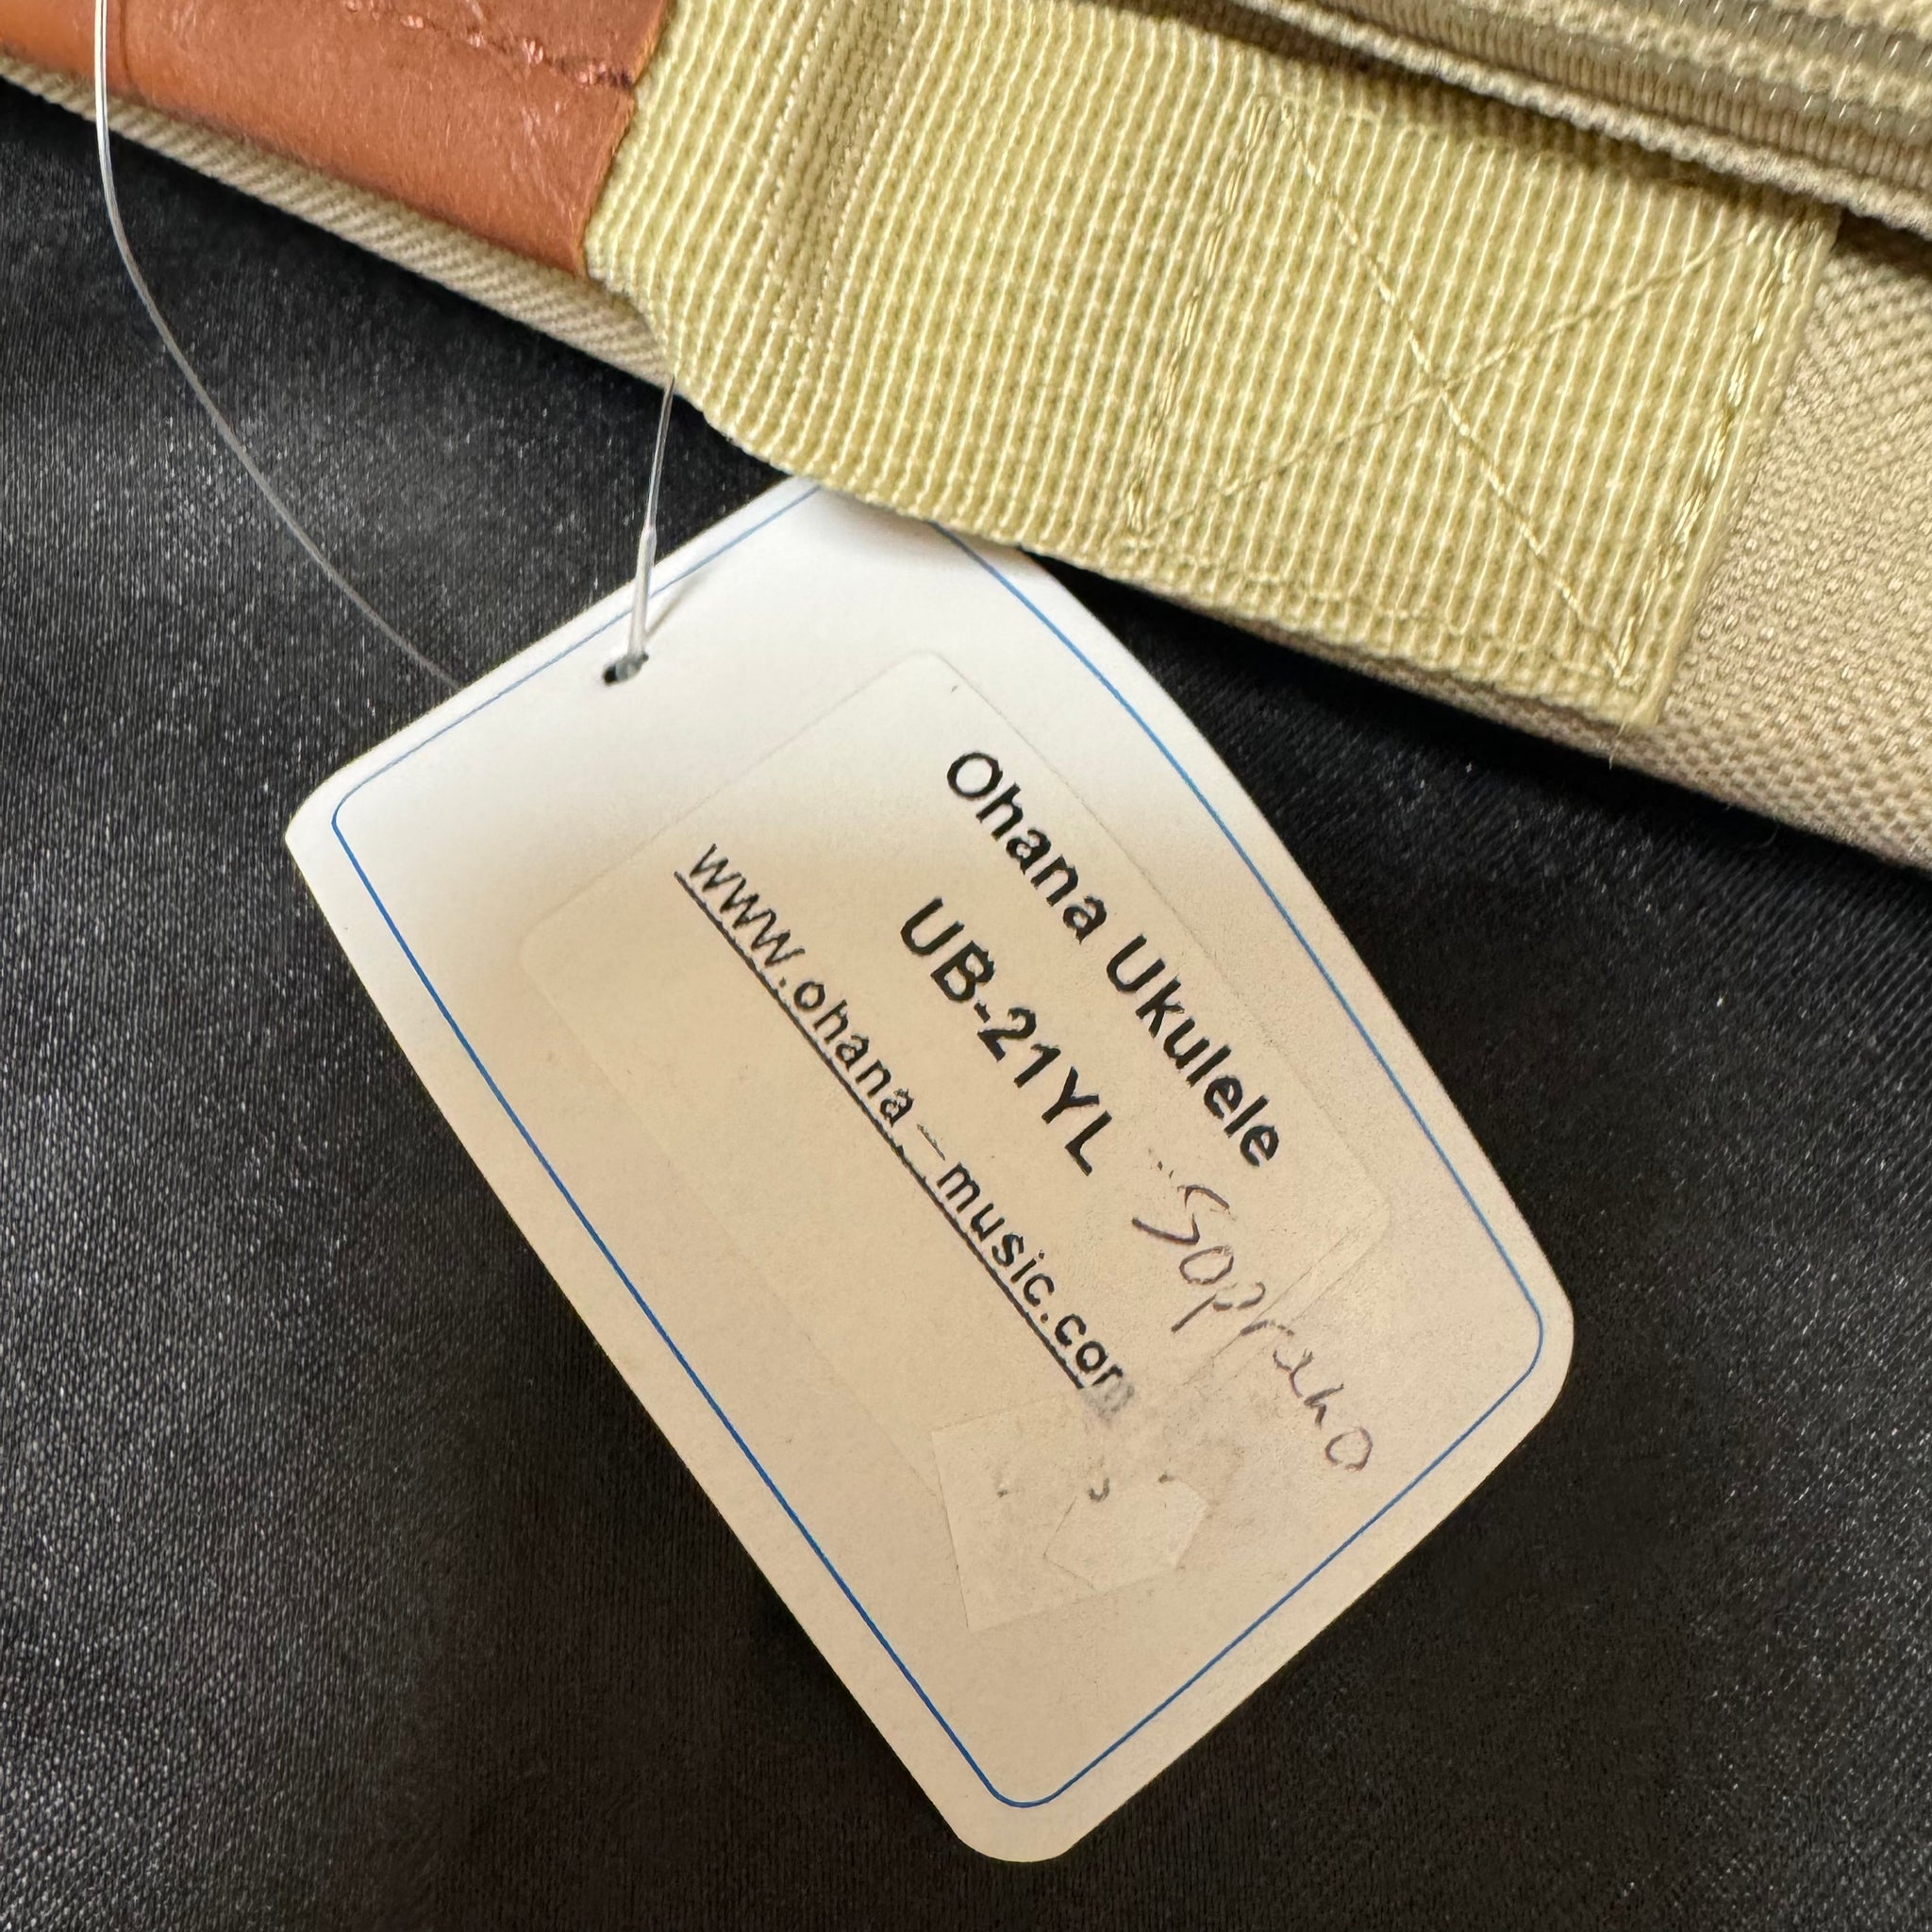 Ohana Ukulele
UB-21YL
Soprano
www.ohana-music.com